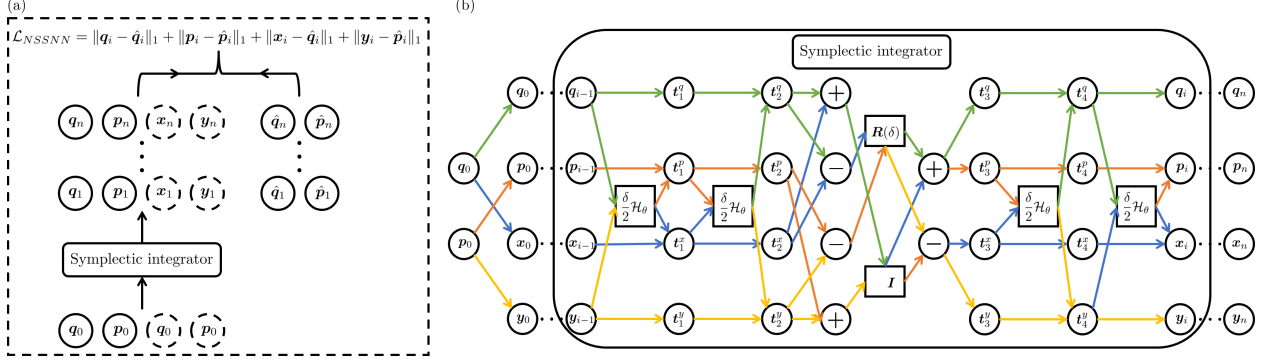 (a)
(b)
𝓛_{NSSNN} = ‖q_i − q̂_i‖_1 + ‖p_i − p̂_i‖_1 + ‖x_i − q̂_i‖_1 + ‖y_i − p̂_i‖_1
q_n p_n x_n y_n q̂_n p̂_n
q_1 p_1 x_1 y_1 q̂_1 p̂_1
Symplectic integrator
q_0 p_0 q_0 p_0
Symplectic integrator
q_0 q_{i−1} t_1^q t_2^q + t_3^q t_4^q q_i q_n
R(δ)
q_0 p_0 p_{i−1} t_1^p t_2^p − + t_3^p t_4^p p_i p_n
δ/2 𝓗_θ δ/2 𝓗_θ δ/2 𝓗_θ δ/2 𝓗_θ
p_0 x_0 x_{i−1} t_1^x t_2^x − − t_3^x t_4^x x_i x_n
I
y_0 y_{i−1} t_1^y t_2^y + t_3^y t_4^y y_i y_n